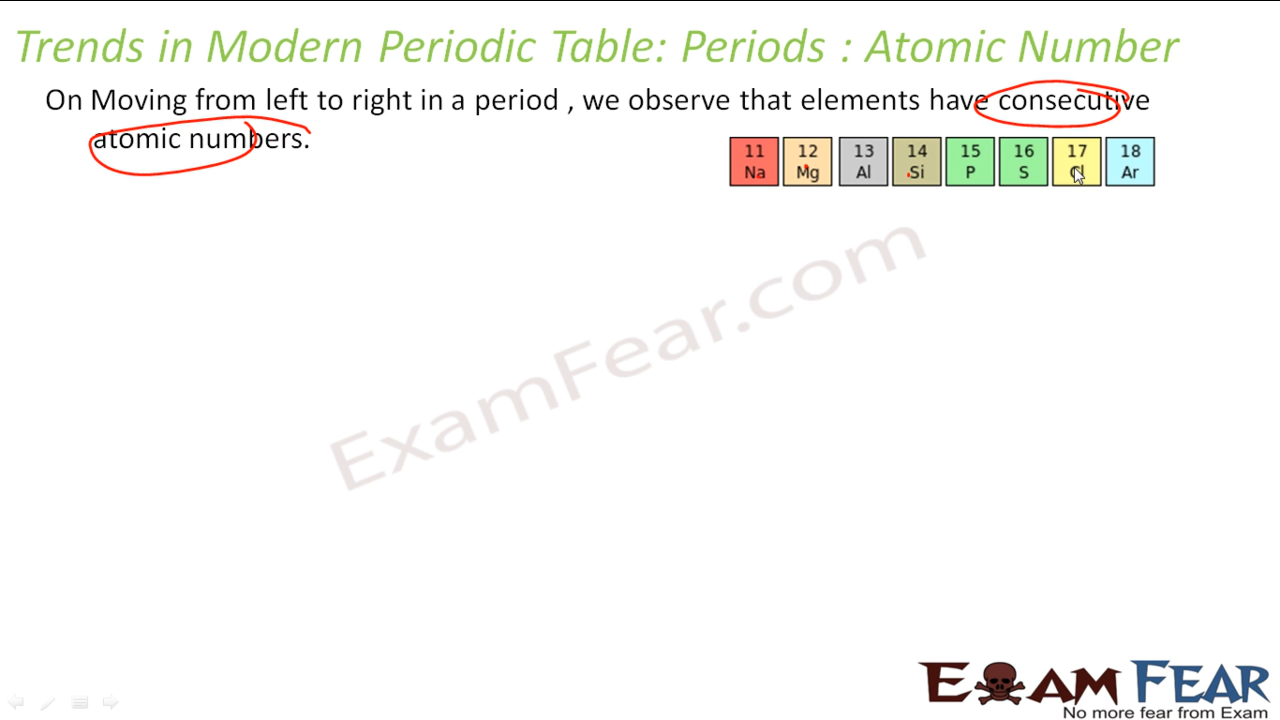 Trends in Modern Periodic Table: Periods : Atomic Number
On Moving from left to right in a period , we observe that elements have consecutive
atomic numbers.
11 12 13 14 15 16 17 18
Na Mg Al Si P S Cl Ar
ExamFear.com
EXAM FEAR
No more fear from Exam